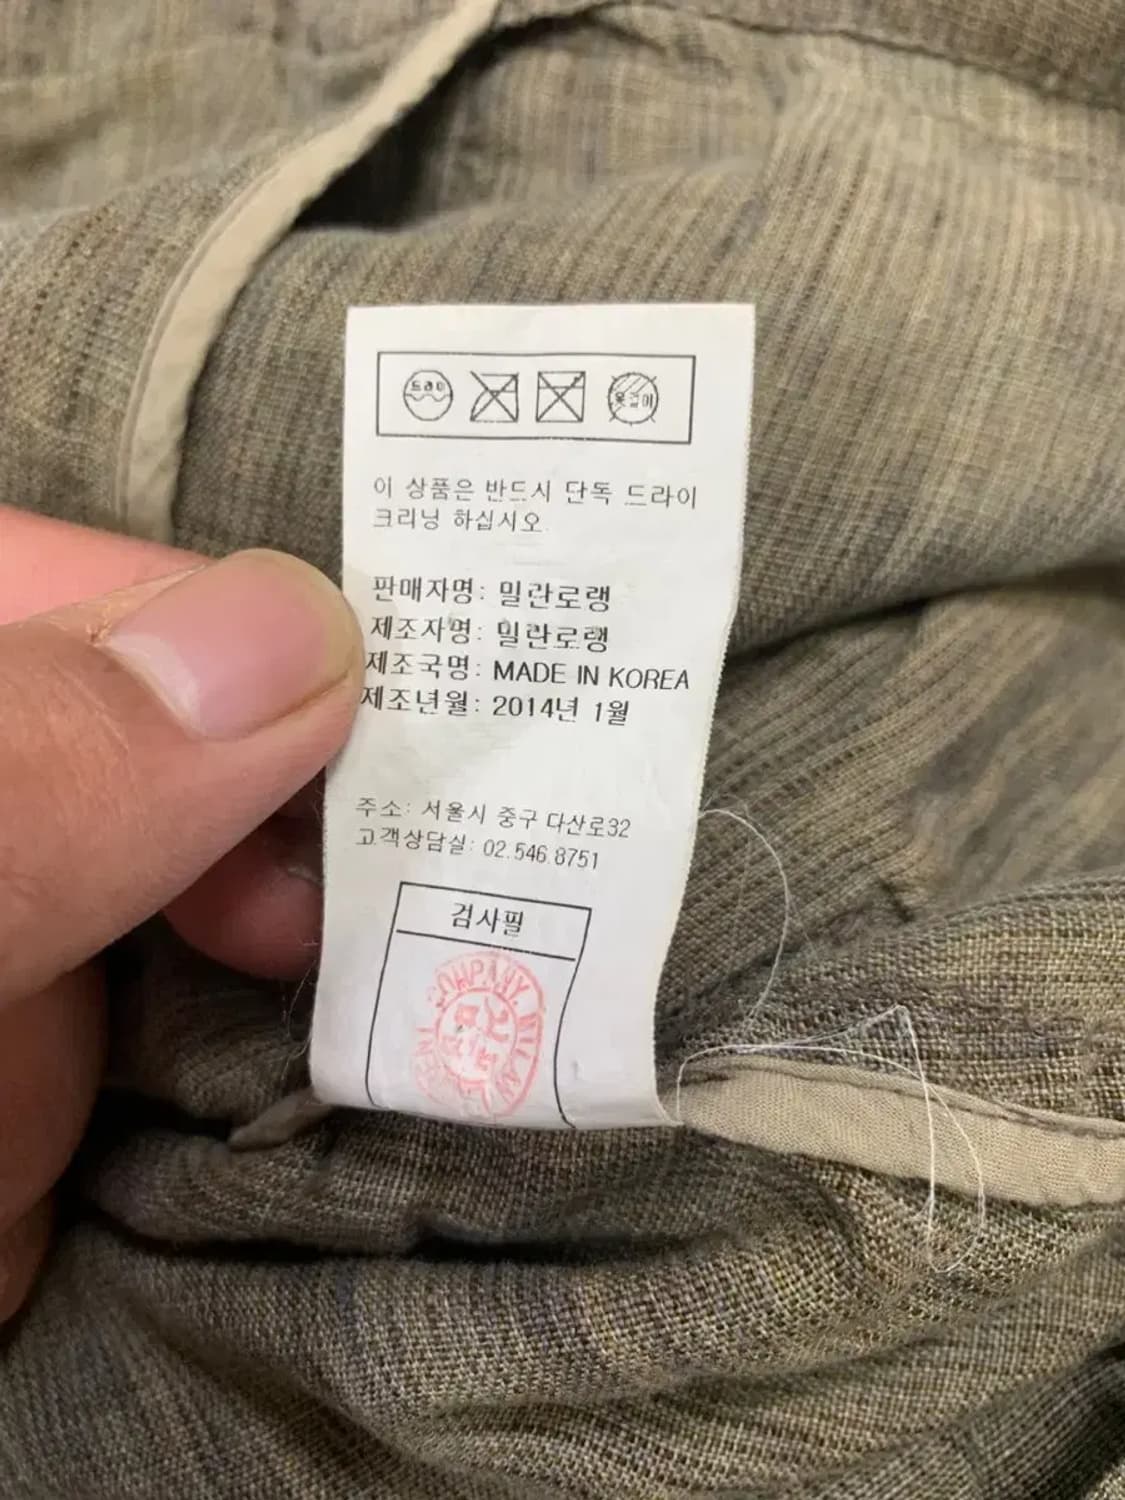 드라이
옷걸이
이 상품은 반드시 단독 드라이
크리닝 하십시오.
판매자명: 밀란로랭
제조자명: 밀란로랭
제조국명: MADE IN KOREA
제조년월: 2014년 1월
주소: 서울시 중구 다산로32
고객상담실: 02.546.8751
검사필
COMPANY.